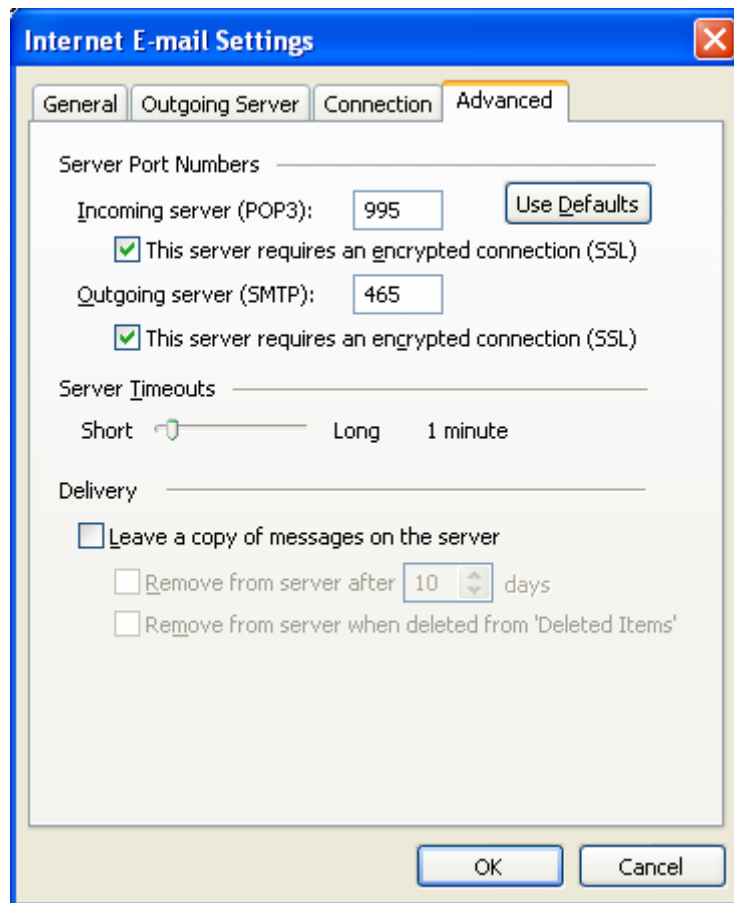 Internet E-mail Settings
General Outgoing Server Connection Advanced
Server Port Numbers
Incoming server (POP3): 995 Use Defaults
This server requires an encrypted connection (SSL)
Outgoing server (SMTP): 465
This server requires an encrypted connection (SSL)
Server Timeouts
Short Long 1 minute
Delivery
Leave a copy of messages on the server
Remove from server after 10 days
Remove from server when deleted from 'Deleted Items'
OK Cancel